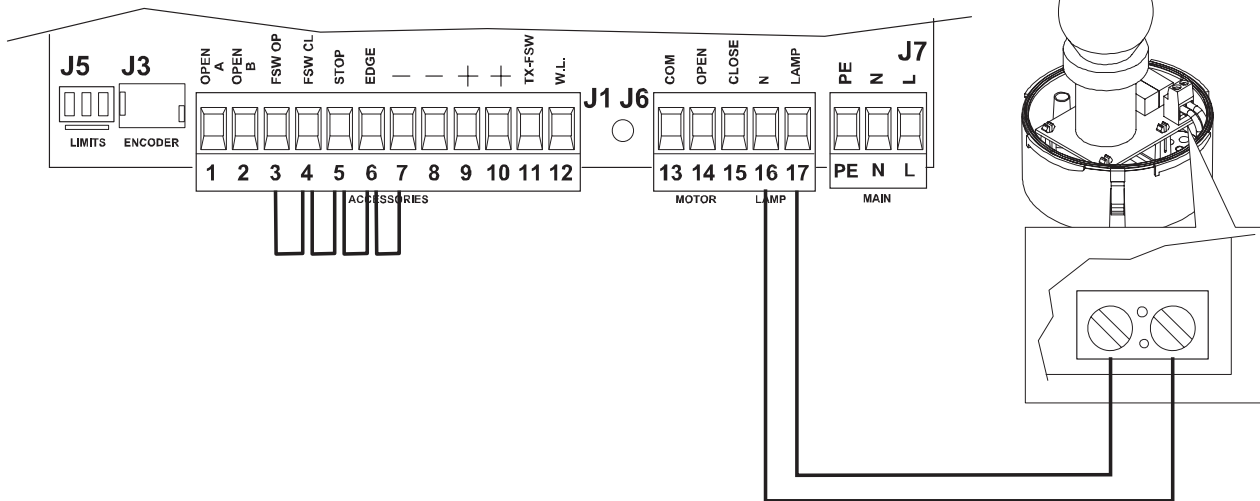 J5 J3
LIMITS ENCODER
OPEN A
OPEN B
FSW OP
FSW CL
STOP
EDGE
—
—
+
+
TX-FSW
W.L.
J1 J6
COM
OPEN
CLOSE
N
LAMP
PE
N
L
J7
1 2 3 4 5 6 7 8 9 10 11 12
ACCESSORIES
13 14 15 16 17
MOTOR LAMP
PE N L
MAIN